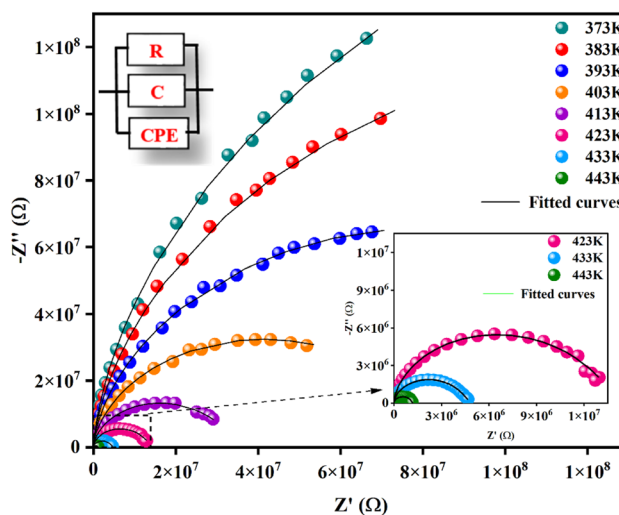 R
C
CPE
373K
383K
393K
403K
413K
423K
433K
443K
Fitted curves
-Z'' (Ω)
1×10⁸
1×10⁸
8×10⁷
6×10⁷
4×10⁷
2×10⁷
0
0 2×10⁷ 4×10⁷ 6×10⁷ 8×10⁷ 1×10⁸ 1×10⁸
Z' (Ω)
423K
433K
443K
Fitted curves
-Z'' (Ω)
1×10⁷
9×10⁶
6×10⁶
3×10⁶
0
0 3×10⁶ 6×10⁶ 9×10⁶ 1×10⁷
Z' (Ω)